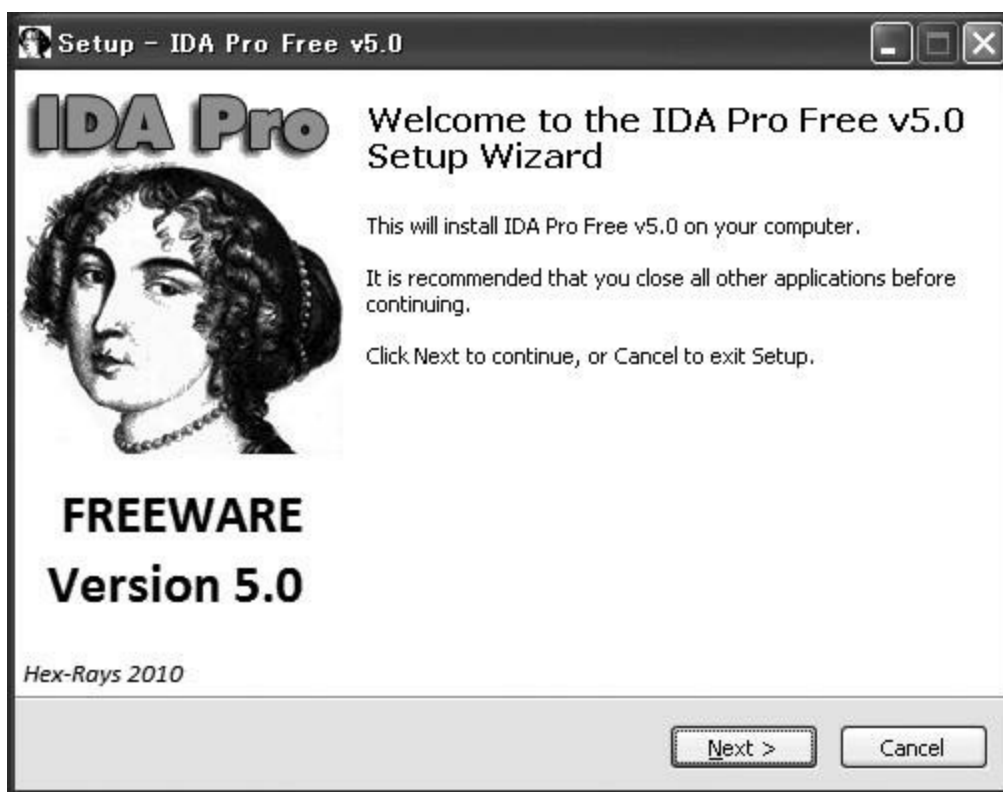 Setup - IDA Pro Free v5.0
IDA Pro
Welcome to the IDA Pro Free v5.0
Setup Wizard
This will install IDA Pro Free v5.0 on your computer.
It is recommended that you close all other applications before
continuing.
Click Next to continue, or Cancel to exit Setup.
FREEWARE
Version 5.0
Hex-Rays 2010
Next >
Cancel